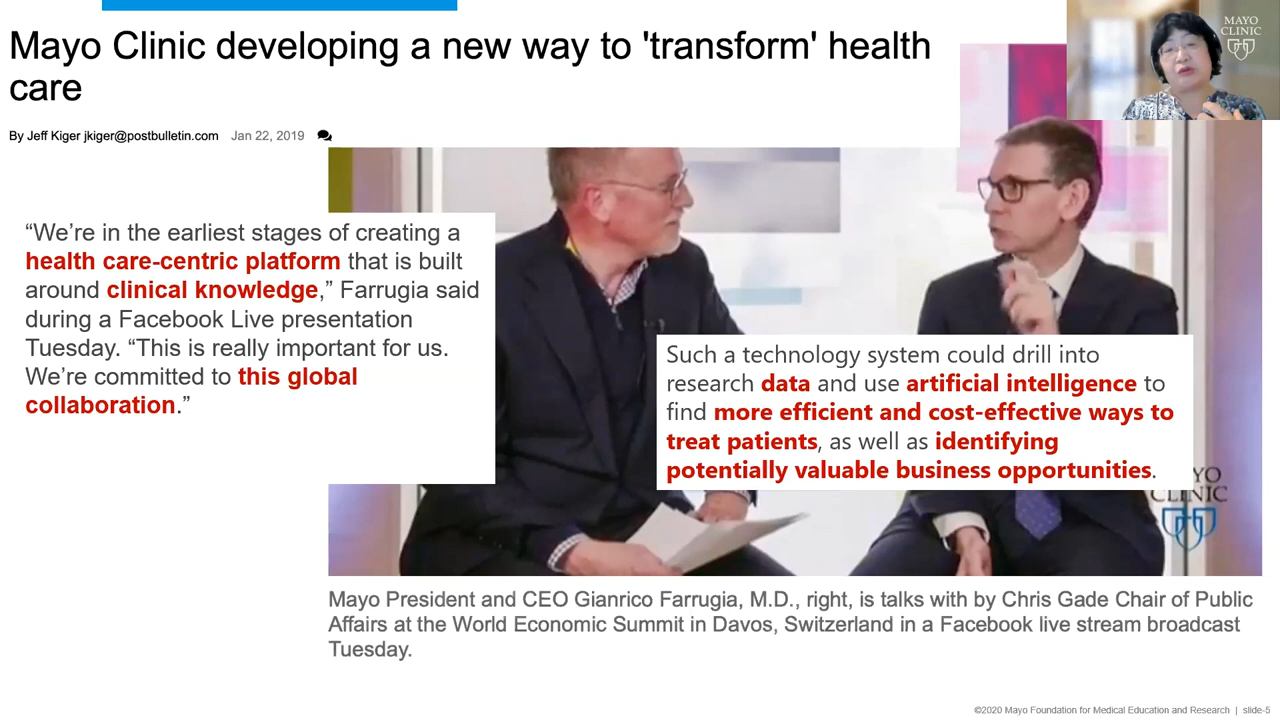 Mayo Clinic developing a new way to 'transform' health
care
MAYO
CLINIC
By Jeff Kiger jkiger@postbulletin.com Jan 22, 2019
“We’re in the earliest stages of creating a
health care-centric platform that is built
around clinical knowledge,” Farrugia said
during a Facebook Live presentation
Tuesday. “This is really important for us.
We’re committed to this global
collaboration.”
Such a technology system could drill into
research data and use artificial intelligence to
find more efficient and cost-effective ways to
treat patients, as well as identifying
potentially valuable business opportunities.
CLINIC
Mayo President and CEO Gianrico Farrugia, M.D., right, is talks with by Chris Gade Chair of Public
Affairs at the World Economic Summit in Davos, Switzerland in a Facebook live stream broadcast
Tuesday.
©2020 Mayo Foundation for Medical Education and Research | slide-5